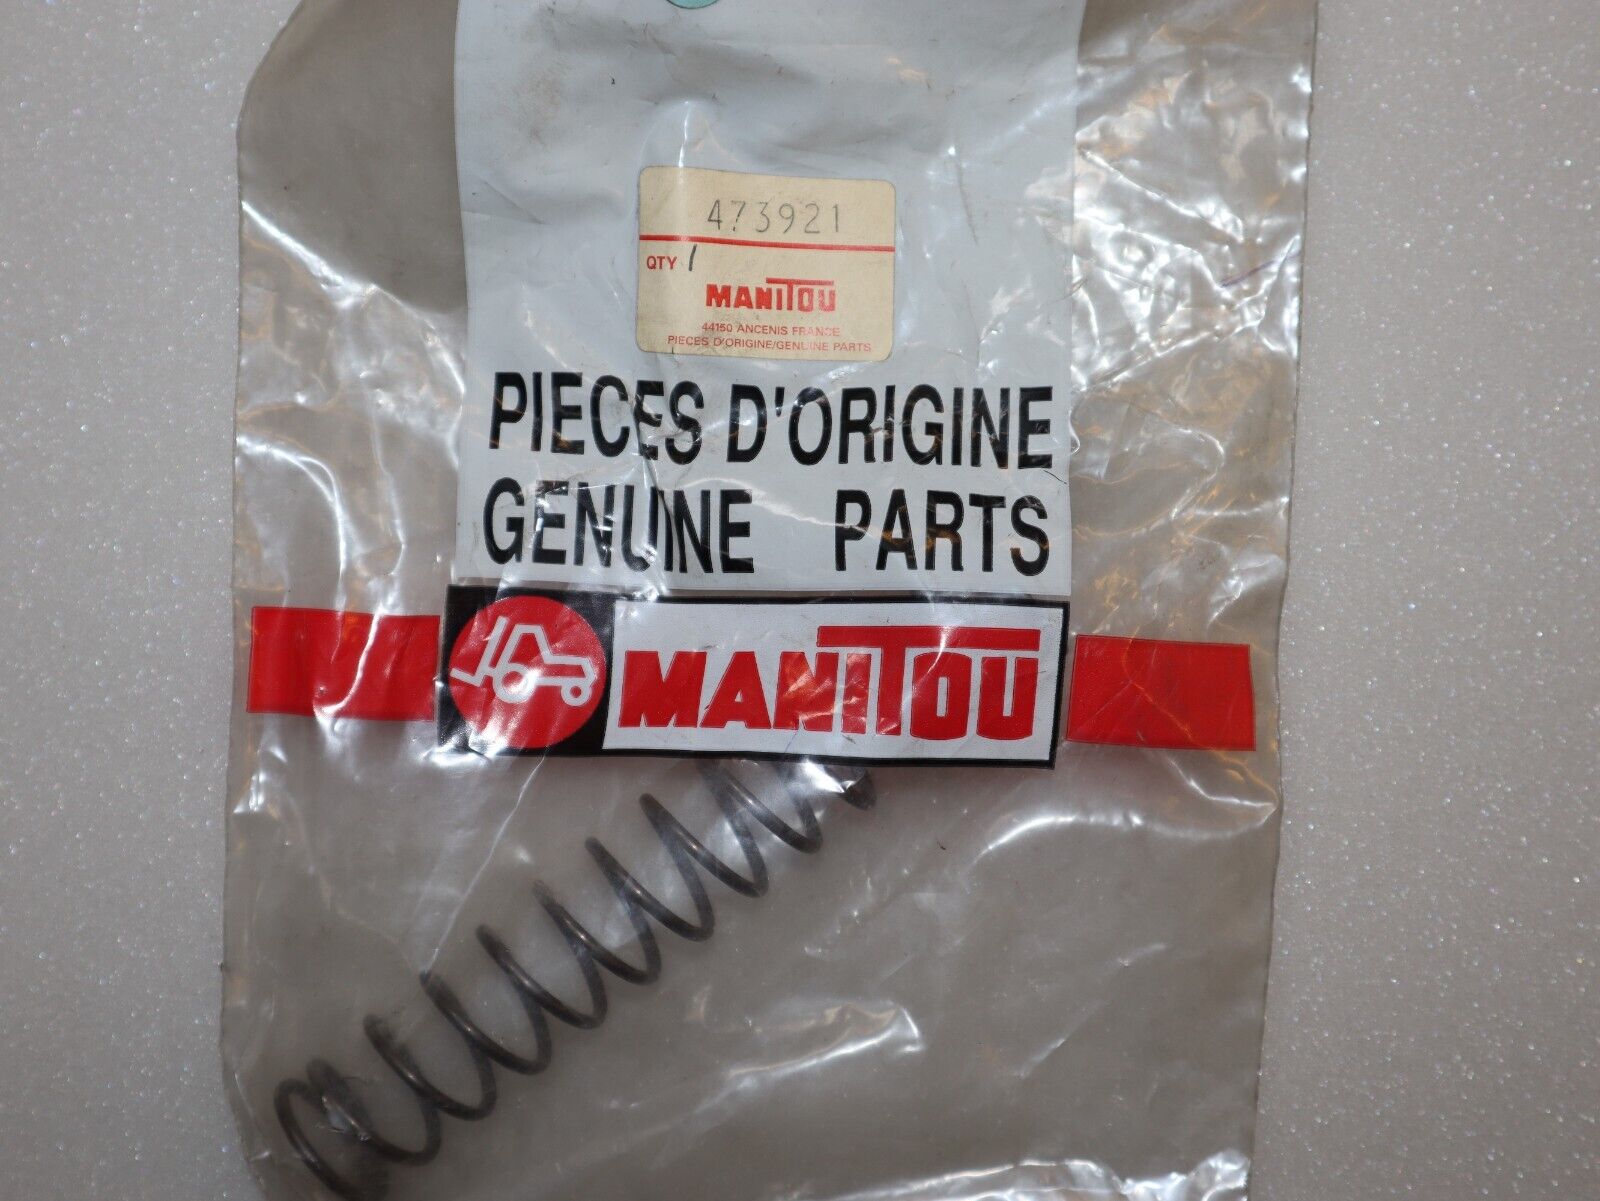 473921
QTY 1
MANITOU
44150 ANCENIS FRANCE
PIECES D'ORIGINE/GENUINE PARTS
PIECES D'ORIGINE
GENUINE PARTS
MANITOU